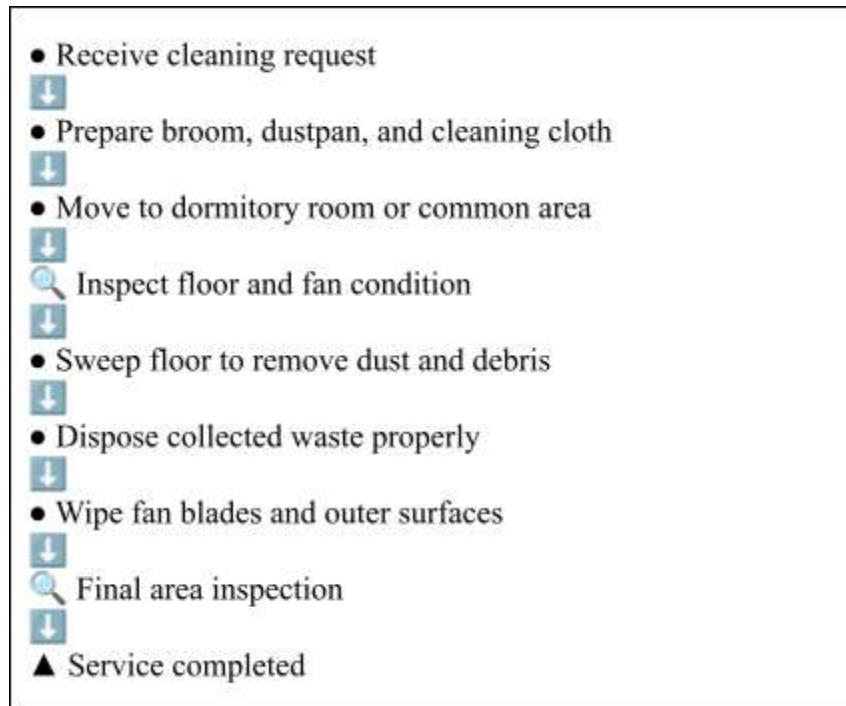 ● Receive cleaning request
⬇️
● Prepare broom, dustpan, and cleaning cloth
⬇️
● Move to dormitory room or common area
⬇️
🔍 Inspect floor and fan condition
⬇️
● Sweep floor to remove dust and debris
⬇️
● Dispose collected waste properly
⬇️
● Wipe fan blades and outer surfaces
⬇️
🔍 Final area inspection
⬇️
▲ Service completed